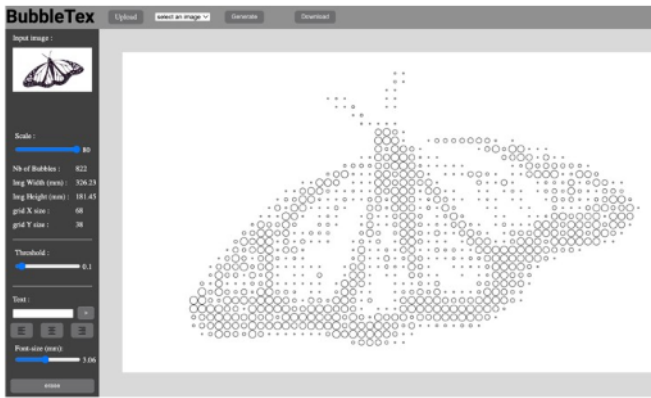 BubbleTex
Upload
select an image
Generate
Download
Input image :
Scale :
80
Nb of Bubbles : 822
Img Width (mm) : 326.23
Img Height (mm) : 181.45
grid X size : 68
grid Y size : 38
Threshold :
0.1
Text :
+
Font-size (mm):
3.06
erase